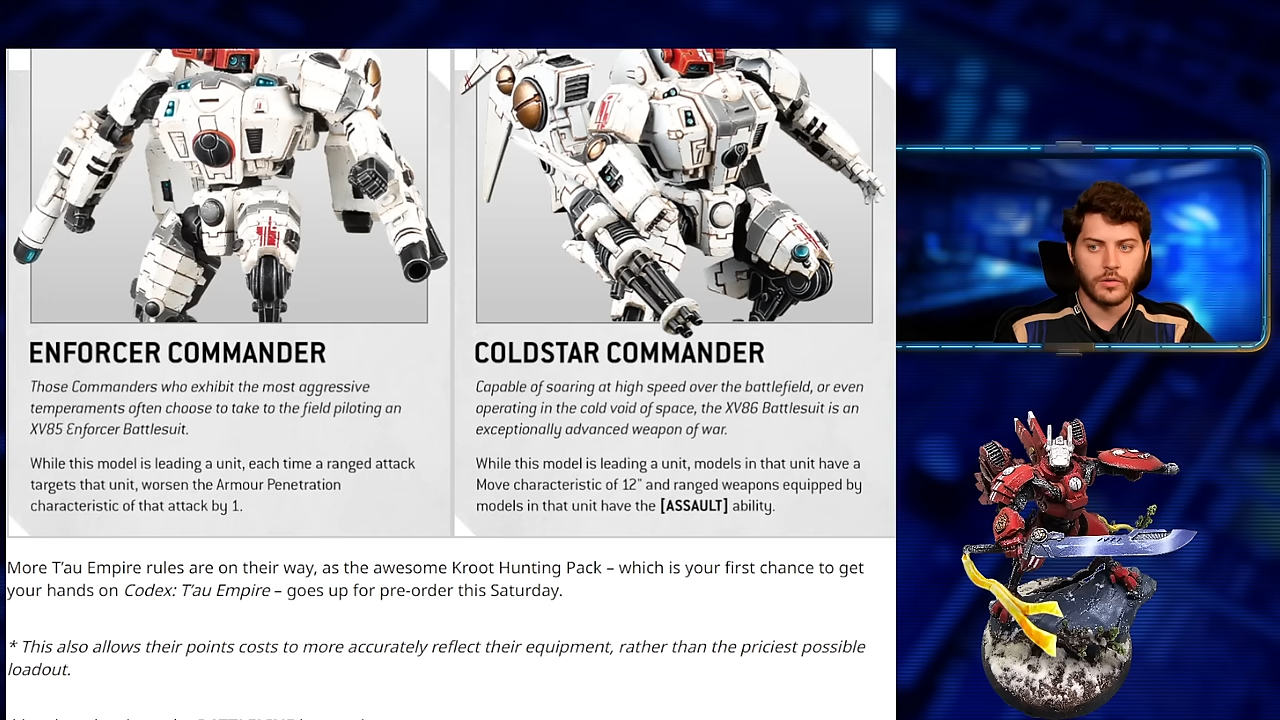 ENFORCER COMMANDER
Those Commanders who exhibit the most aggressive
temperaments often choose to take to the field piloting an
XV85 Enforcer Battlesuit.
While this model is leading a unit, each time a ranged attack
targets that unit, worsen the Armour Penetration
characteristic of that attack by 1.
COLDSTAR COMMANDER
Capable of soaring at high speed over the battlefield, or even
operating in the cold void of space, the XV86 Battlesuit is an
exceptionally advanced weapon of war.
While this model is leading a unit, models in that unit have a
Move characteristic of 12" and ranged weapons equipped by
models in that unit have the [ASSAULT] ability.
More T’au Empire rules are on their way, as the awesome Kroot Hunting Pack – which is your first chance to get
your hands on Codex: T’au Empire – goes up for pre-order this Saturday.
* This also allows their points costs to more accurately reflect their equipment, rather than the priciest possible
loadout.